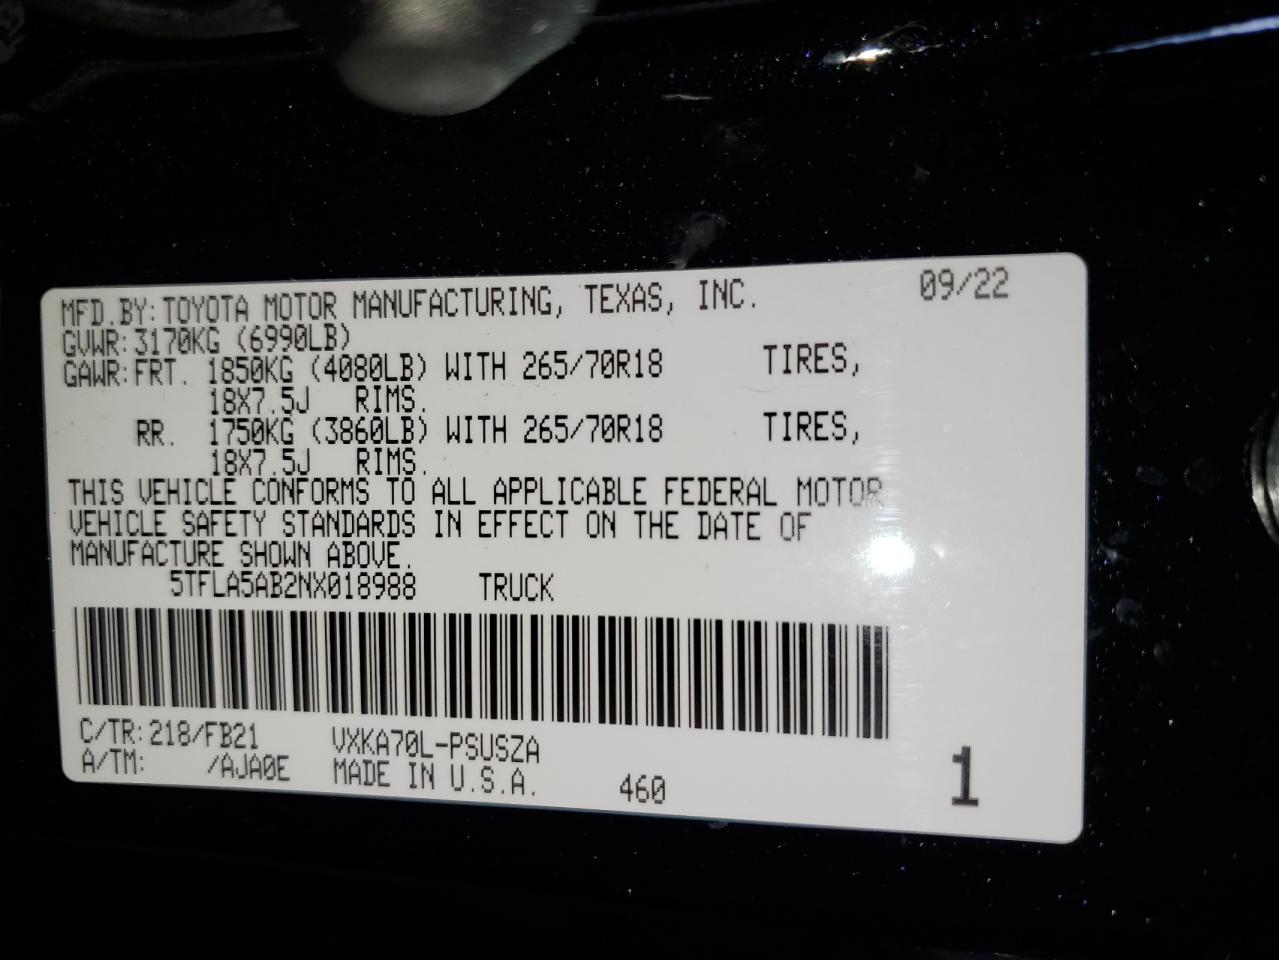 MFD.BY: TOYOTA MOTOR MANUFACTURING, TEXAS, INC. 09/22
GVWR: 3170KG (6990LB)
GAWR: FRT. 1850KG (4080LB) WITH 265/70R18 TIRES,
18X7.5J RIMS.
RR. 1750KG (3860LB) WITH 265/70R18 TIRES,
18X7.5J RIMS.
THIS VEHICLE CONFORMS TO ALL APPLICABLE FEDERAL MOTOR
VEHICLE SAFETY STANDARDS IN EFFECT ON THE DATE OF
MANUFACTURE SHOWN ABOVE.
5TFLA5AB2NX018988 TRUCK
C/TR: 218/FB21 VXKA70L-PSUSZA
A/TM: /AJA0E MADE IN U.S.A. 460 1